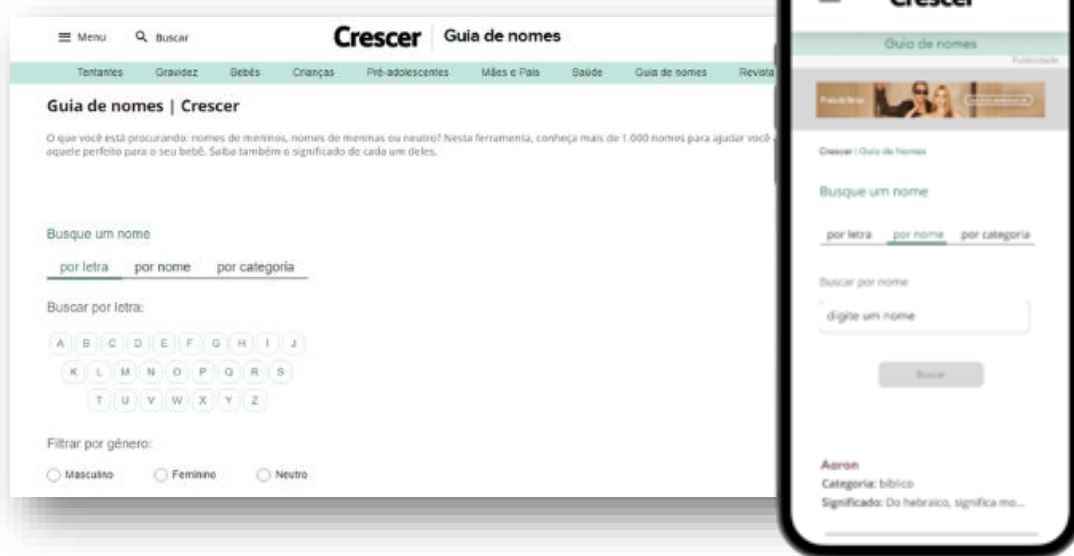 Menu
Buscar
Crescer
Guia de nomes
Tentantes
Gravidez
Bebês
Crianças
Pré-adolescentes
Mães e Pais
Saúde
Guia de nomes
Revista
Guia de nomes | Crescer
O que você está procurando: nomes de meninos, nomes de meninas ou neutro? Nesta ferramenta, conheça mais de 1.000 nomes para ajudar você
aquele perfeito para o seu bebê. Saiba também o significado de cada um deles.
Busque um nome
por letra por nome por categoria
Buscar por letra:
A B C D E F G H I J
K L M N O P Q R S
T U V W X Y Z
Filtrar por gênero:
Masculino Feminino Neutro
Crescer
Guia de nomes
Publicidade
Crescer | Guia de Nomes
Busque um nome
por letra por nome por categoria
Buscar por nome
digite um nome
Buscar
Aaron
Categoria: bíblico
Significado: Do hebraico, significa mo...